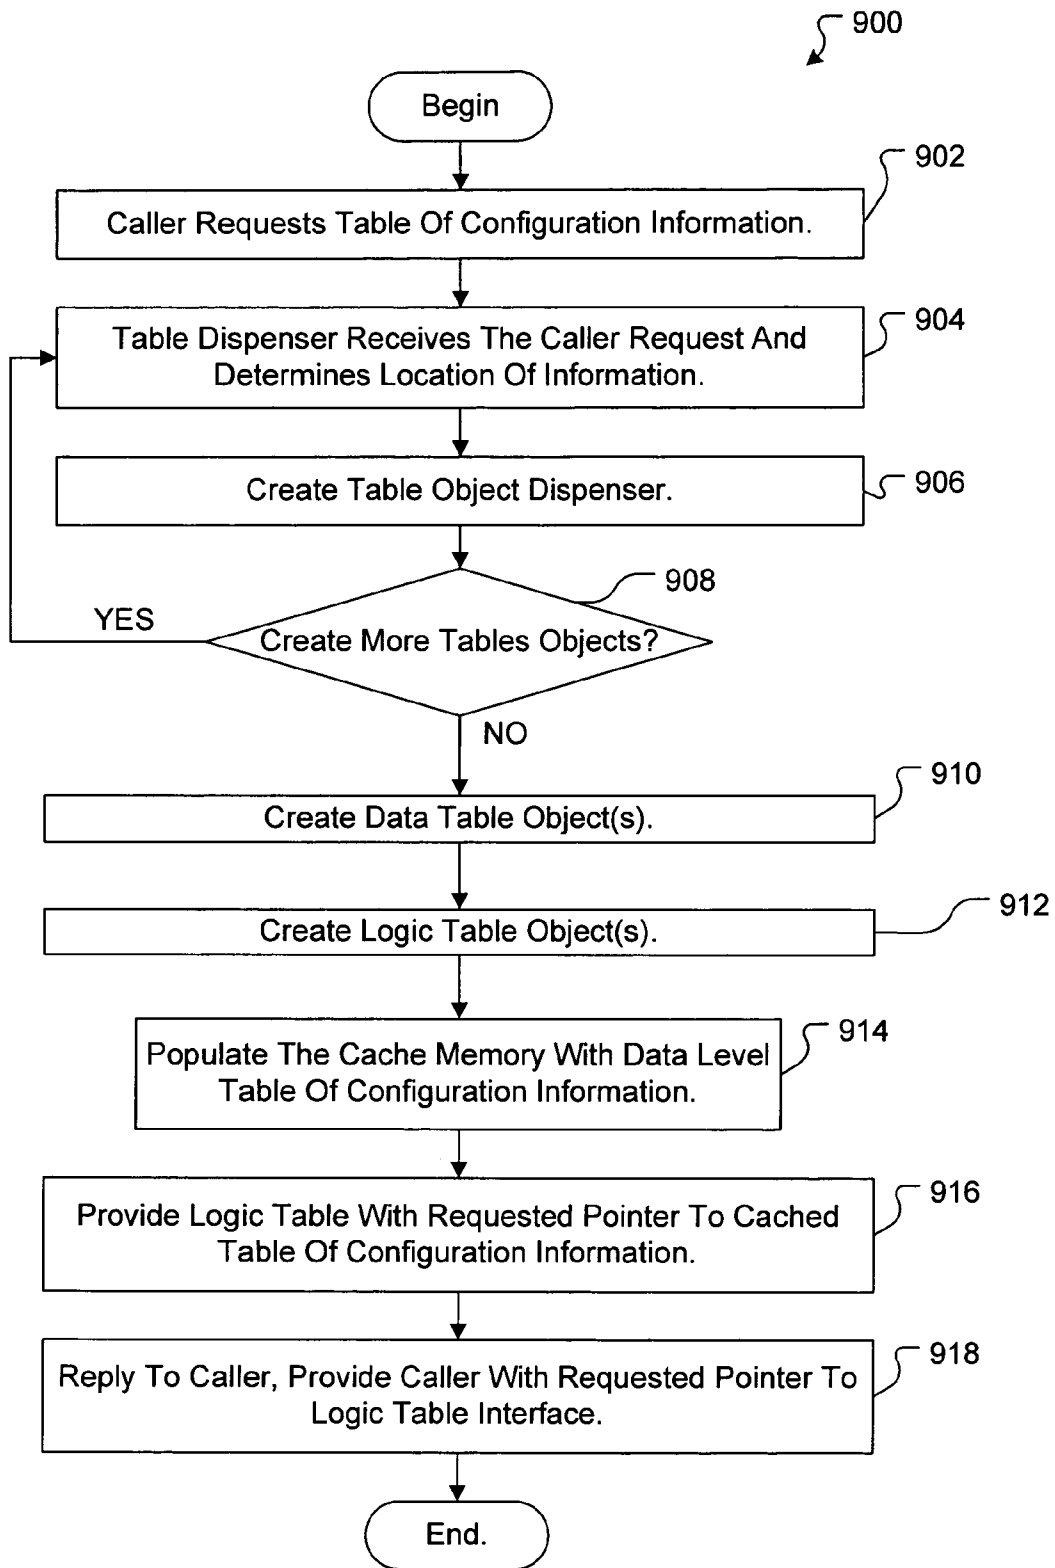 900
Begin
902
Caller Requests Table Of Configuration Information.
904
Table Dispenser Receives The Caller Request And
Determines Location Of Information.
906
Create Table Object Dispenser.
908
YES
Create More Tables Objects?
NO
910
Create Data Table Object(s).
912
Create Logic Table Object(s).
914
Populate The Cache Memory With Data Level
Table Of Configuration Information.
916
Provide Logic Table With Requested Pointer To Cached
Table Of Configuration Information.
918
Reply To Caller, Provide Caller With Requested Pointer To
Logic Table Interface.
End.